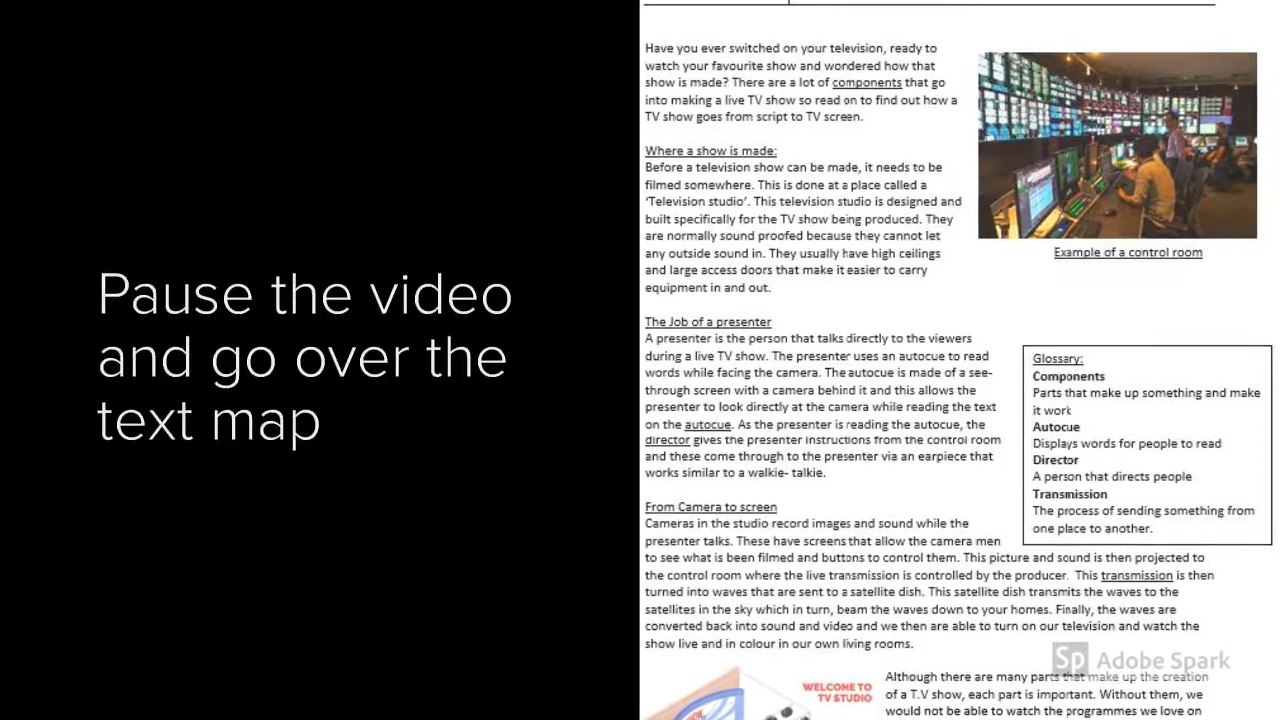 Pause the video
and go over the
text map
Have you ever switched on your television, ready to
watch your favourite show and wondered how that
show is made? There are a lot of components that go
into making a live TV show so read on to find out how a
TV show goes from script to TV screen.
Where a show is made:
Before a television show can be made, it needs to be
filmed somewhere. This is done at a place called a
‘Television studio’. This television studio is designed and
built specifically for the TV show being produced. They
are normally sound proofed because they cannot let
any outside sound in. They usually have high ceilings
and large access doors that make it easier to carry
equipment in and out.
Example of a control room
The Job of a presenter
A presenter is the person that talks directly to the viewers
during a live TV show. The presenter uses an autocue to read
words while facing the camera. The autocue is made of a see-
through screen with a camera behind it and this allows the
presenter to look directly at the camera while reading the text
on the autocue. As the presenter is reading the autocue, the
director gives the presenter instructions from the control room
and these come through to the presenter via an earpiece that
works similar to a walkie- talkie.
Glossary:
Components
Parts that make up something and make
it work
Autocue
Displays words for people to read
Director
A person that directs people
Transmission
The process of sending something from
one place to another.
From Camera to screen
Cameras in the studio record images and sound while the
presenter talks. These have screens that allow the camera men
to see what is been filmed and buttons to control them. This picture and sound is then projected to
the control room where the live transmission is controlled by the producer. This transmission is then
turned into waves that are sent to a satellite dish. This satellite dish transmits the waves to the
satellites in the sky which in turn, beam the waves down to your homes. Finally, the waves are
converted back into sound and video and we then are able to turn on our television and watch the
show live and in colour in our own living rooms.
Sp Adobe Spark
WELCOME TO
TV STUDIO
Although there are many parts that make up the creation
of a T.V show, each part is important. Without them, we
would not be able to watch the programmes we love on